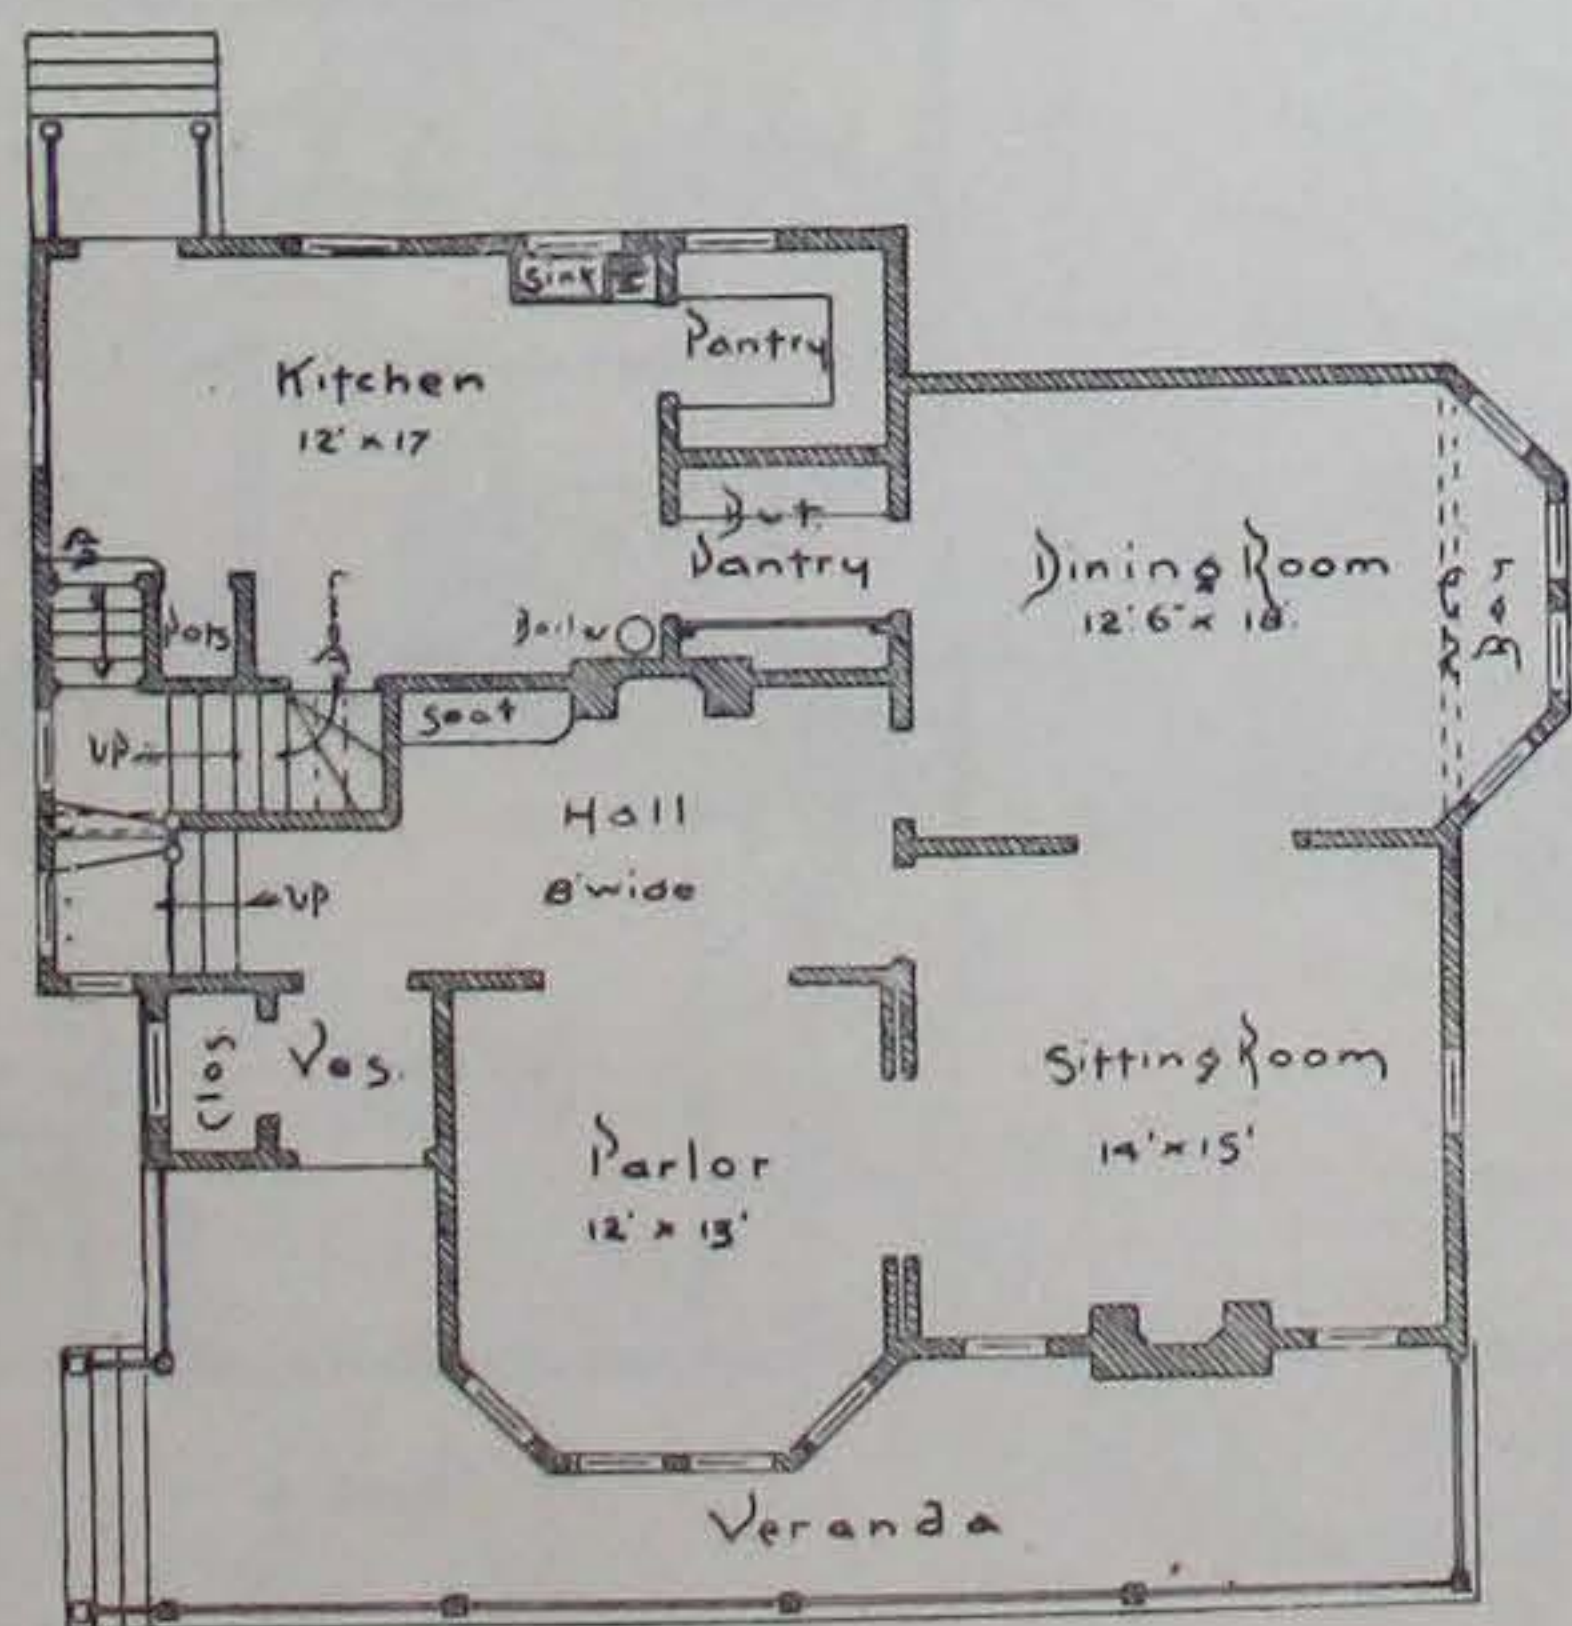 Sink
Pantry
Kitchen
12' x 17
But.
Pantry
Dining Room
12'6" x 18'
Boiler
Pots
Seat
UP
Hall
8' wide
UP
Clos
Ves.
Sitting Room
14' x 15'
Parlor
12' x 13'
Veranda